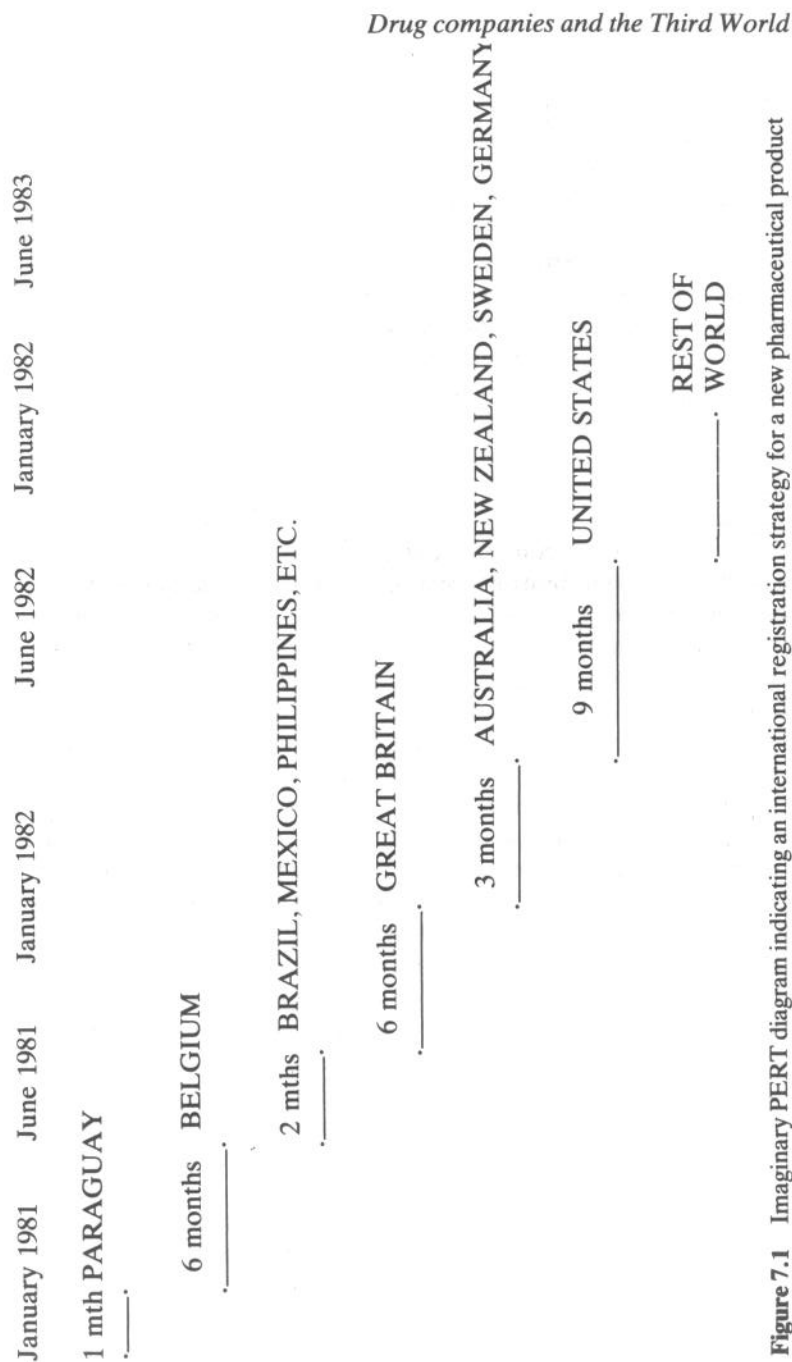 Drug companies and the Third World
January 1981 June 1981 January 1982 June 1982 January 1982 June 1983
1 mth PARAGUAY
6 months BELGIUM
2 mths BRAZIL, MEXICO, PHILIPPINES, ETC.
6 months GREAT BRITAIN
3 months AUSTRALIA, NEW ZEALAND, SWEDEN, GERMANY
9 months UNITED STATES
REST OF
WORLD
Figure 7.1 Imaginary PERT diagram indicating an international registration strategy for a new pharmaceutical product